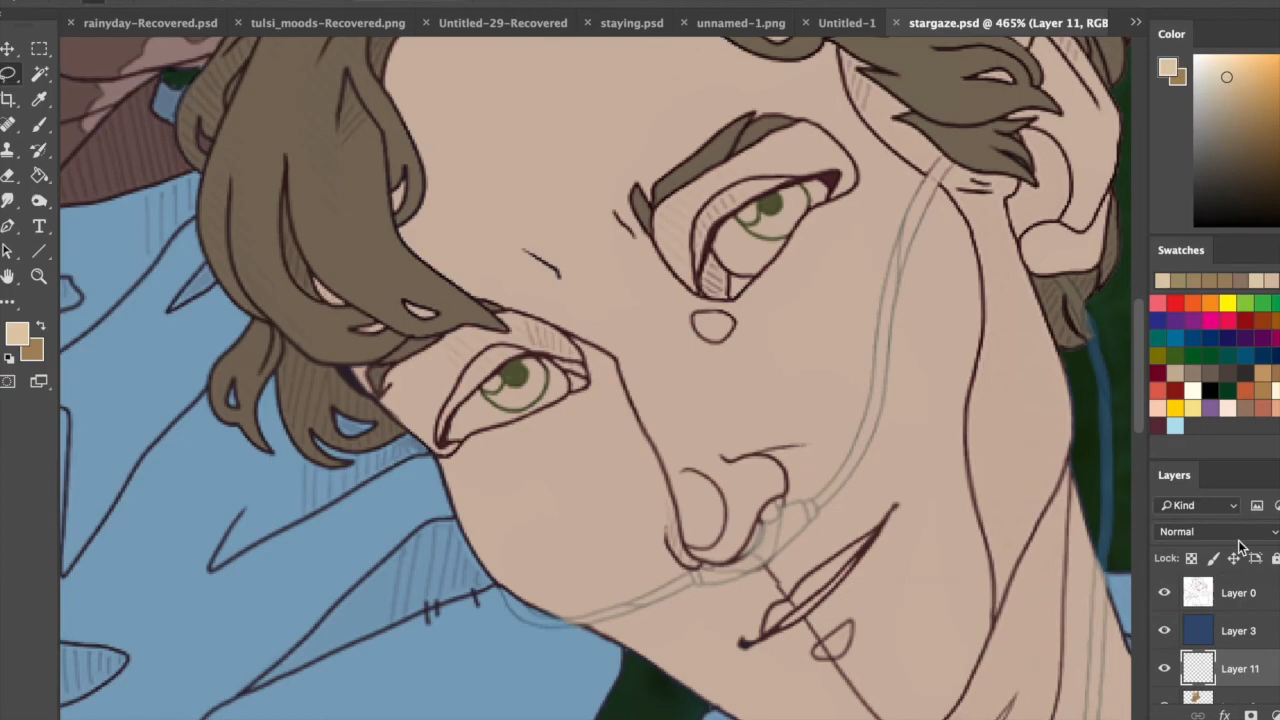 rainyday-Recovered.psd
tulsi_moods-Recovered.png
Untitled-29-Recovered
staying.psd
unnamed-1.png
Untitled-1
stargaze.psd @ 465% (Layer 11, RGB
Color
Swatches
Layers
Kind
Normal
Lock:
Layer 0
Layer 3
Layer 11
fx